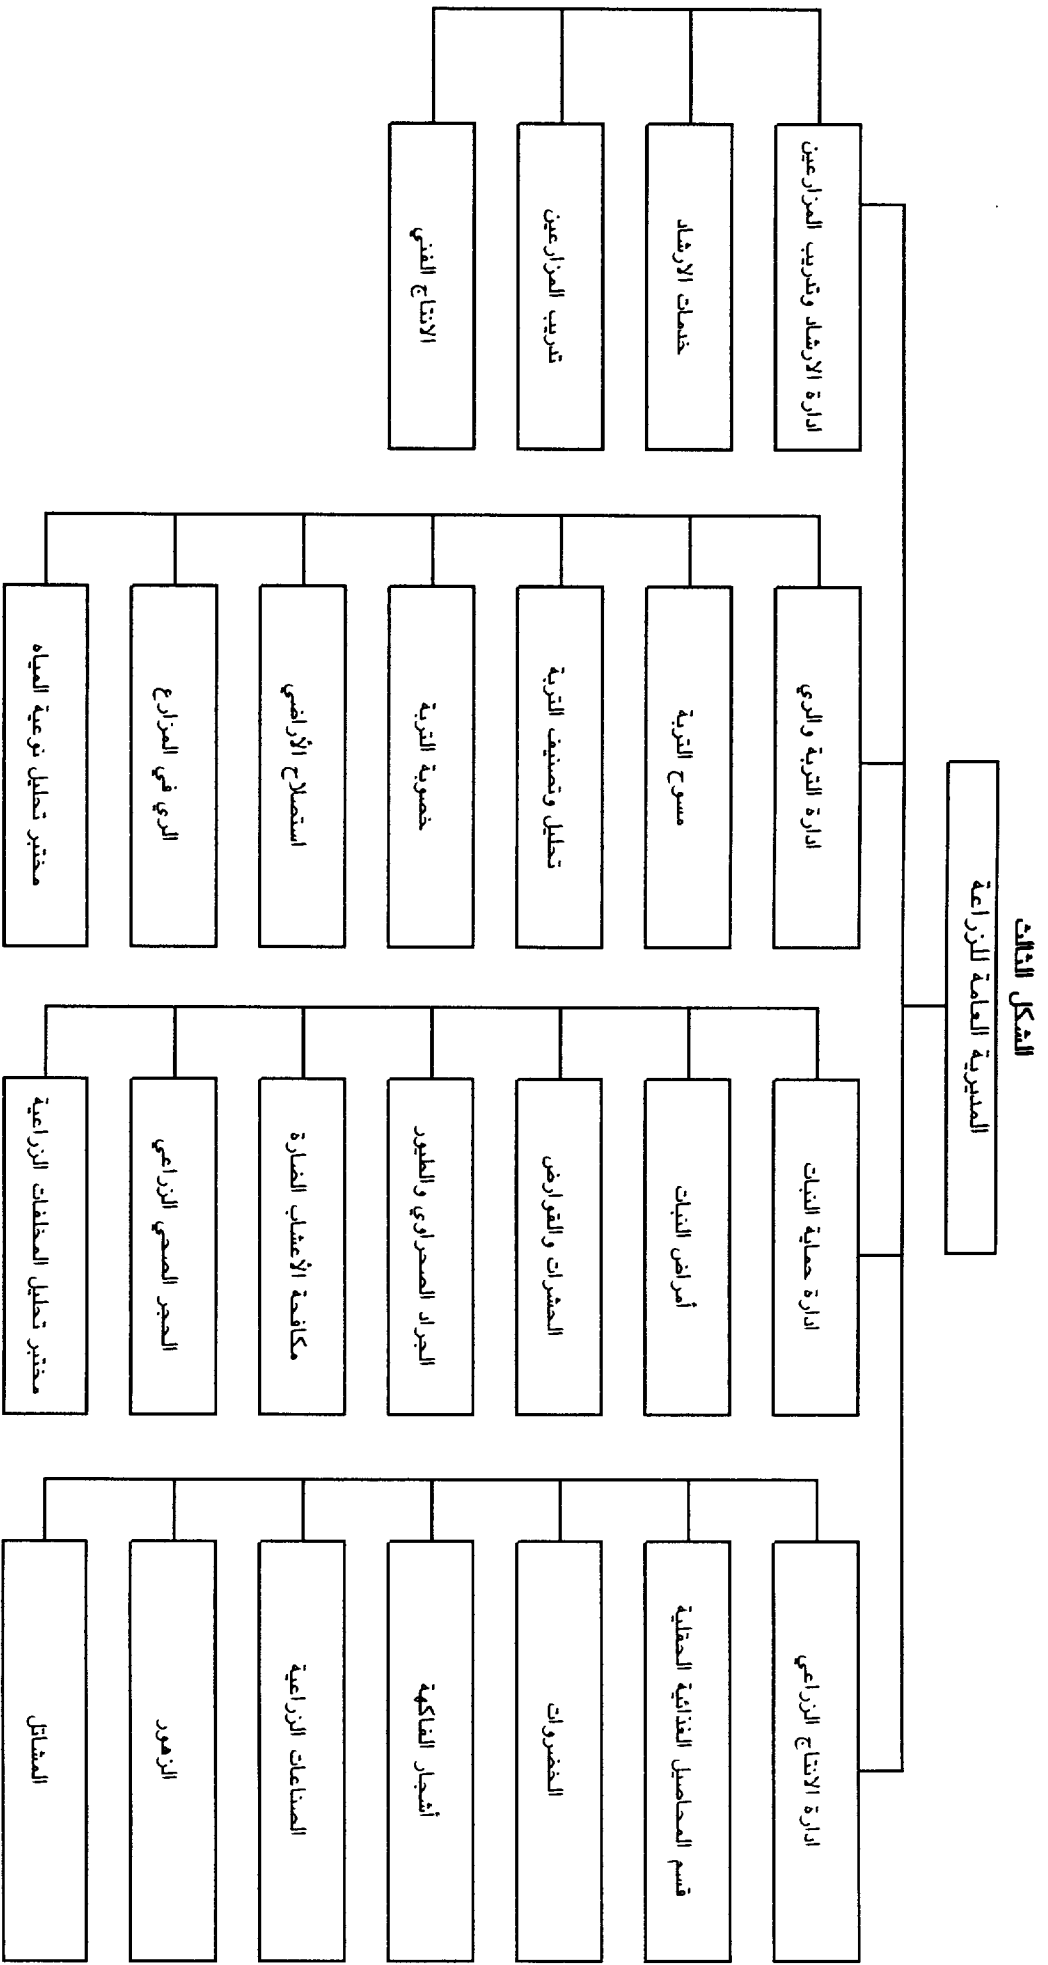 الشكل الثالث
المديرية العامة للزراعة
ادارة الانتاج الزراعي
قسم المحاصيل الغذائية الحقلية
الخضروات
أشجار الفاكهة
الصناعات الزراعية
الزهور
المشاتل
ادارة حماية النبات
أمراض النبات
الحشرات والقوارض
الجراد الصحراوي والطيور
مكافحة الأعشاب الضارة
الحجر الصحي الزراعي
مختبر تحليل المخلفات الزراعية
ادارة التربة والري
مسوح التربة
تحليل وتصنيف التربة
خصوبة التربة
استصلاح الأراضي
الري في المزارع
مختبر تحليل نوعية المياه
ادارة الارشاد وتدريب المزارعين
خدمات الارشاد
تدريب المزارعين
الانتاج الفني